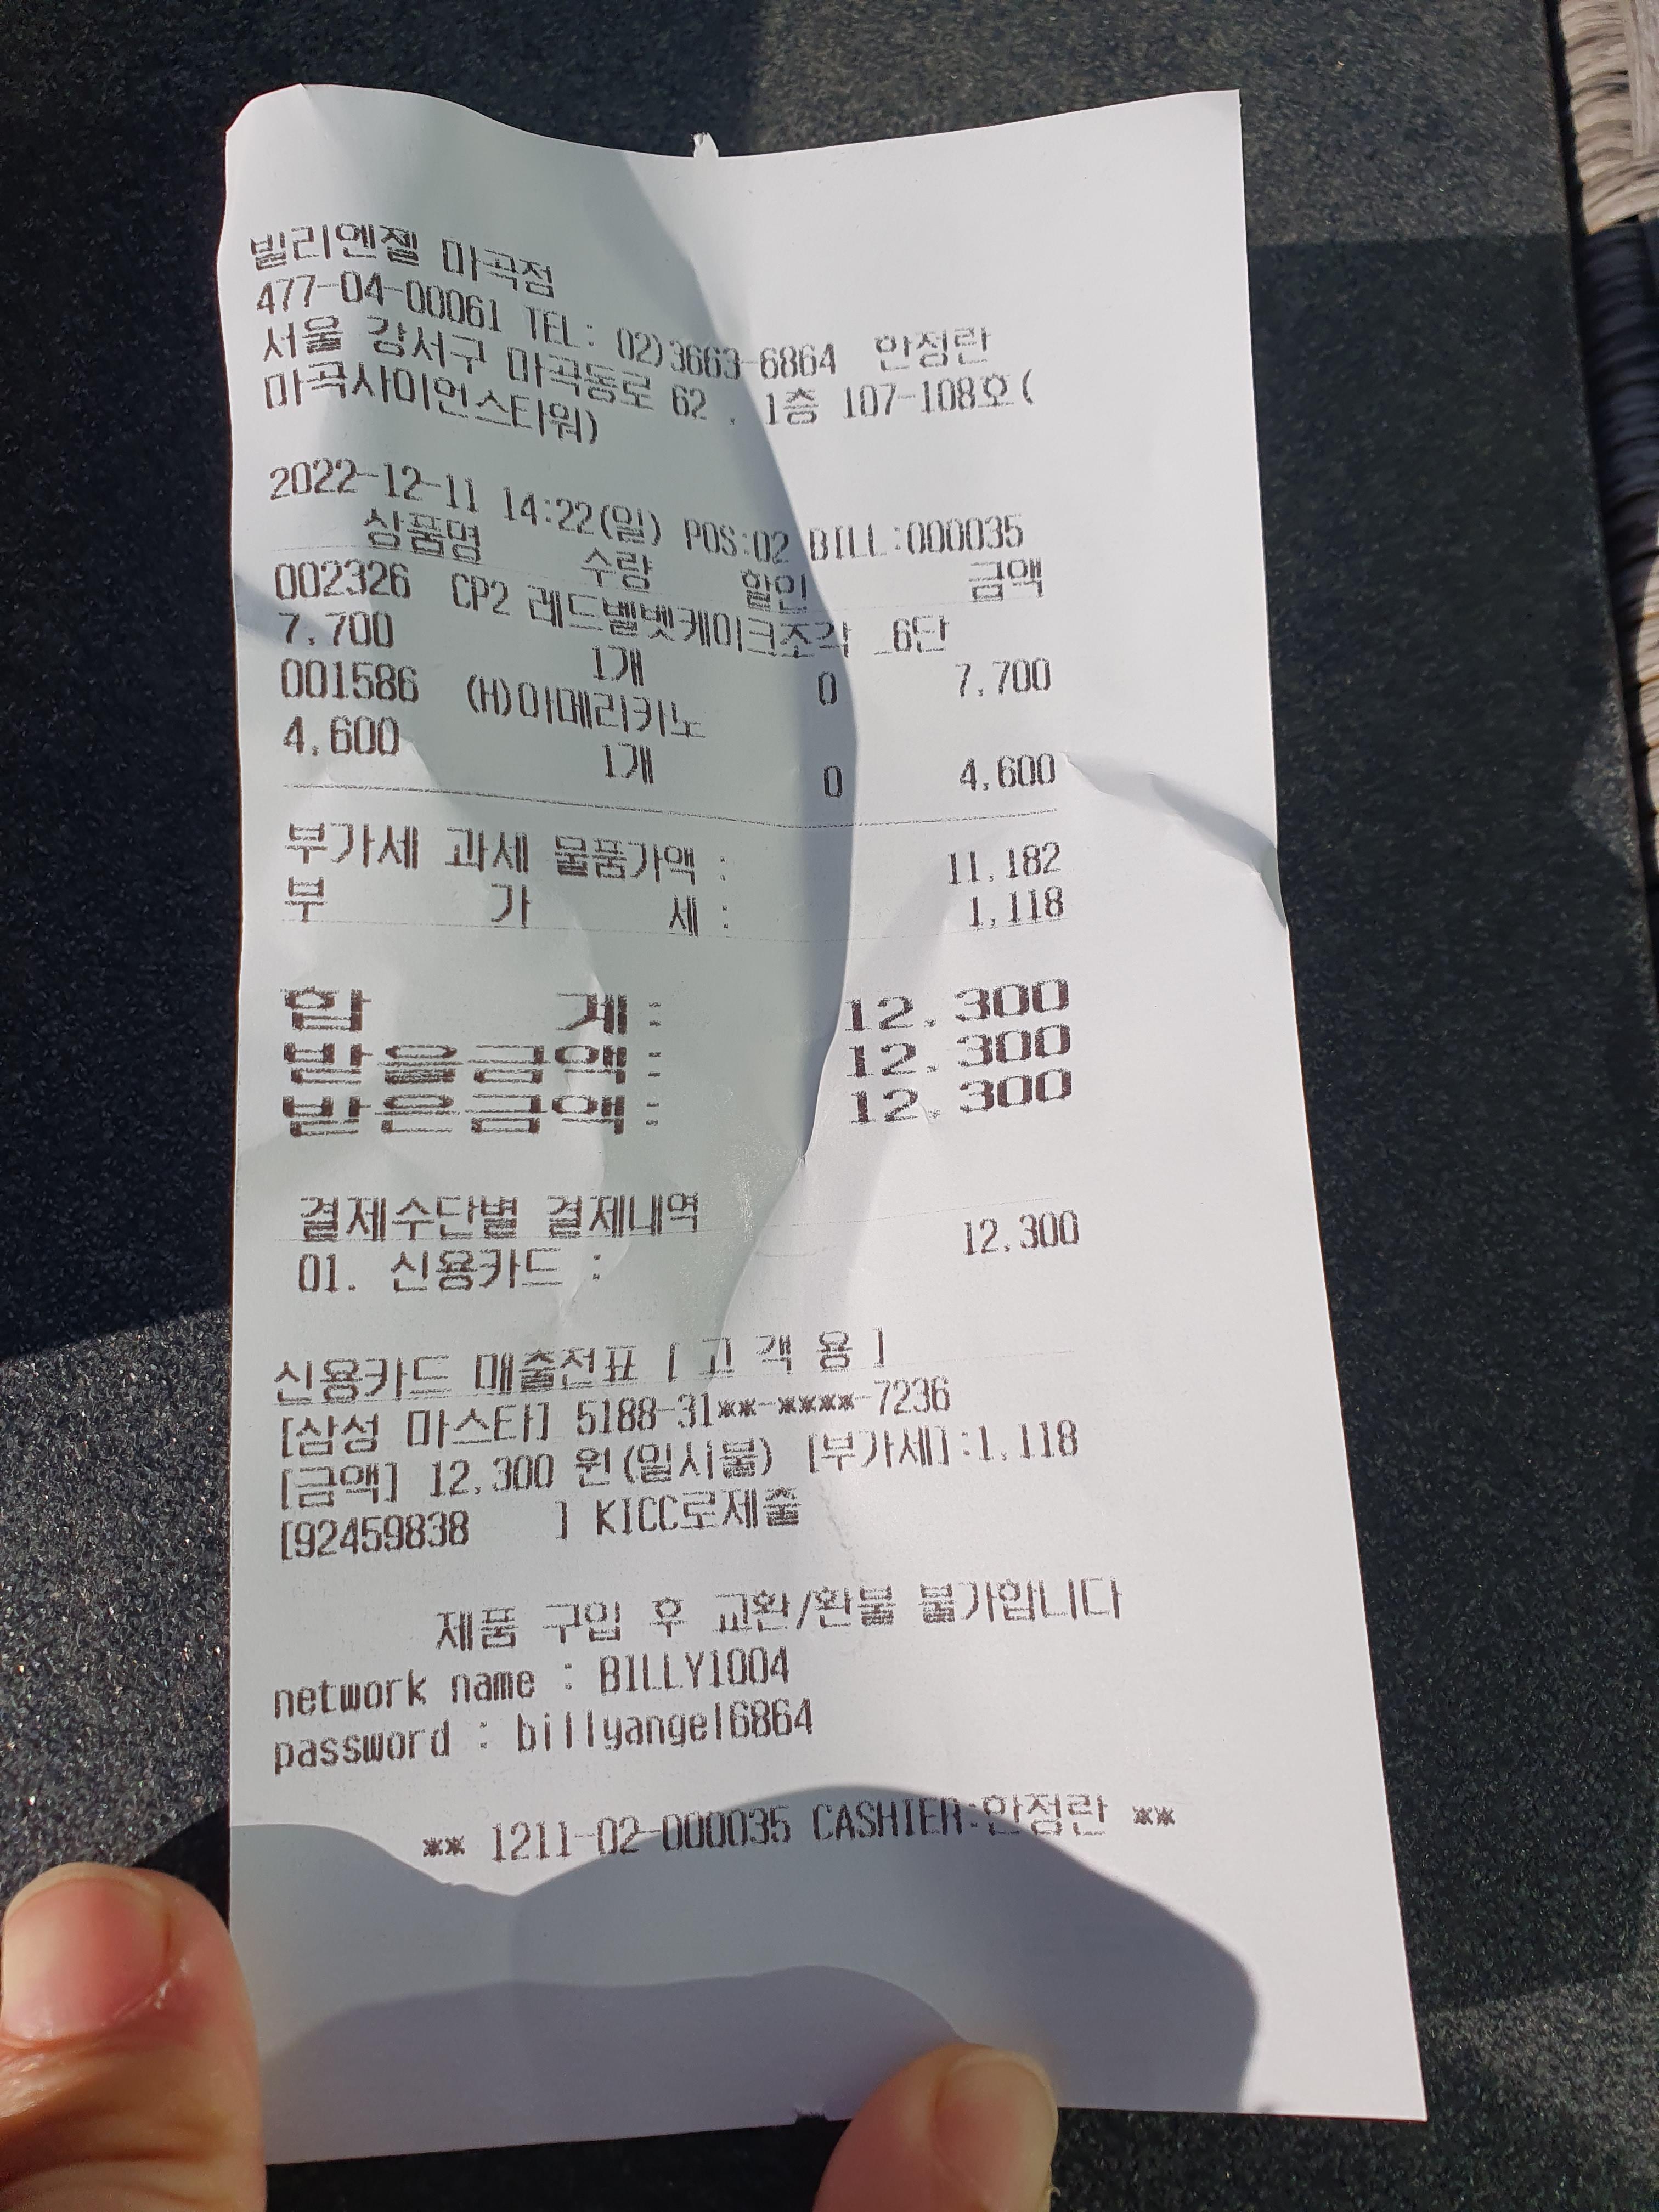 빌리엔젤 마곡점
477-04-00061 TEL: 02)3663-6864 안정란
서울 강서구 마곡동로 62 , 1층 107-108호(
마곡사이언스타워)
2022-12-11 14:22(일) POS:02 BILL:000035
상품명 수량 할인 금액
002326 CP2 레드벨벳케이크조각 _6단
7,700 1개 0 7,700
001586 (H)아메리카노
4,600 1개 0 4,600
부가세 과세 물품가액 : 11,182
부 가 세 : 1,118
합 계: 12,300
받을금액: 12,300
받은금액: 12,300
결제수단별 결제내역
01. 신용카드 : 12,300
신용카드 매출전표 [ 고 객 용 ]
[삼성 마스타] 5188-31**-****-7236
[금액] 12,300 원(일시불) [부가세]:1,118
[92459838 ] KICC로제출
제품 구입 후 교환/환불 불가합니다
network name : BILLY1004
password : billyangel6864
** 1211-02-000035 CASHIER:안정란 **